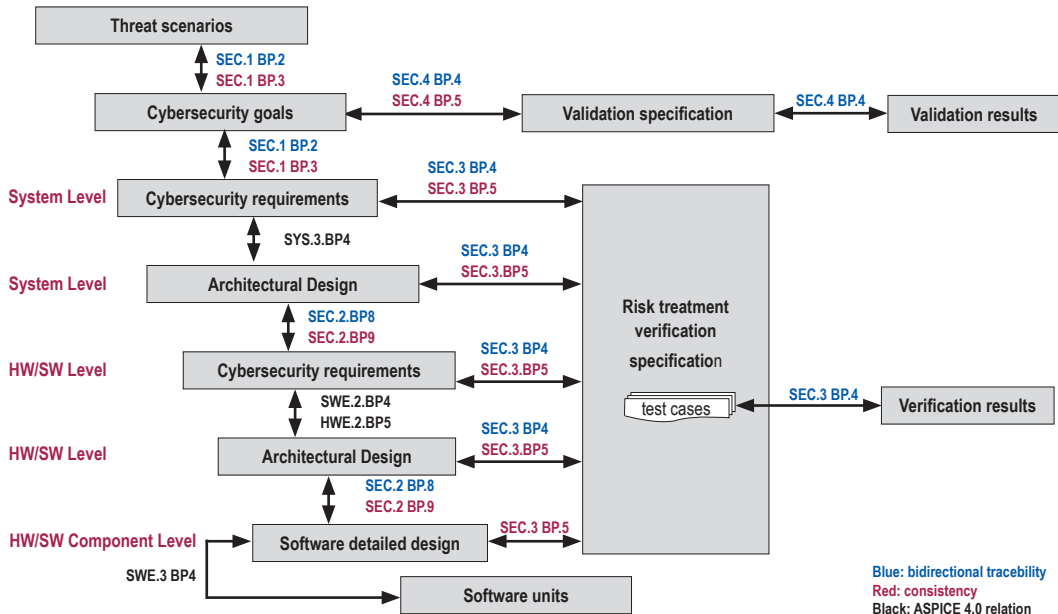 Threat scenarios
SEC.1 BP.2
SEC.1 BP.3
SEC.4 BP.4
SEC.4 BP.5
SEC.4 BP.4
Cybersecurity goals
Validation specification
Validation results
SEC.1 BP.2
SEC.1 BP.3
SEC.3 BP.4
SEC.3 BP.5
System Level
Cybersecurity requirements
SYS.3.BP4
SEC.3 BP4
SEC.3.BP5
System Level
Architectural Design
Risk treatment
verification
specification
SEC.2.BP8
SEC.2.BP9
SEC.3 BP4
SEC.3.BP5
HW/SW Level
Cybersecurity requirements
SWE.2.BP4
HWE.2.BP5
test cases
SEC.3 BP.4
Verification results
SEC.3 BP4
SEC.3.BP5
HW/SW Level
Architectural Design
SEC.2 BP.8
SEC.2 BP.9
SEC.3 BP.5
HW/SW Component Level
Software detailed design
SWE.3 BP4
Software units
Blue: bidirectional tracebility
Red: consistency
Black: ASPICE 4.0 relation